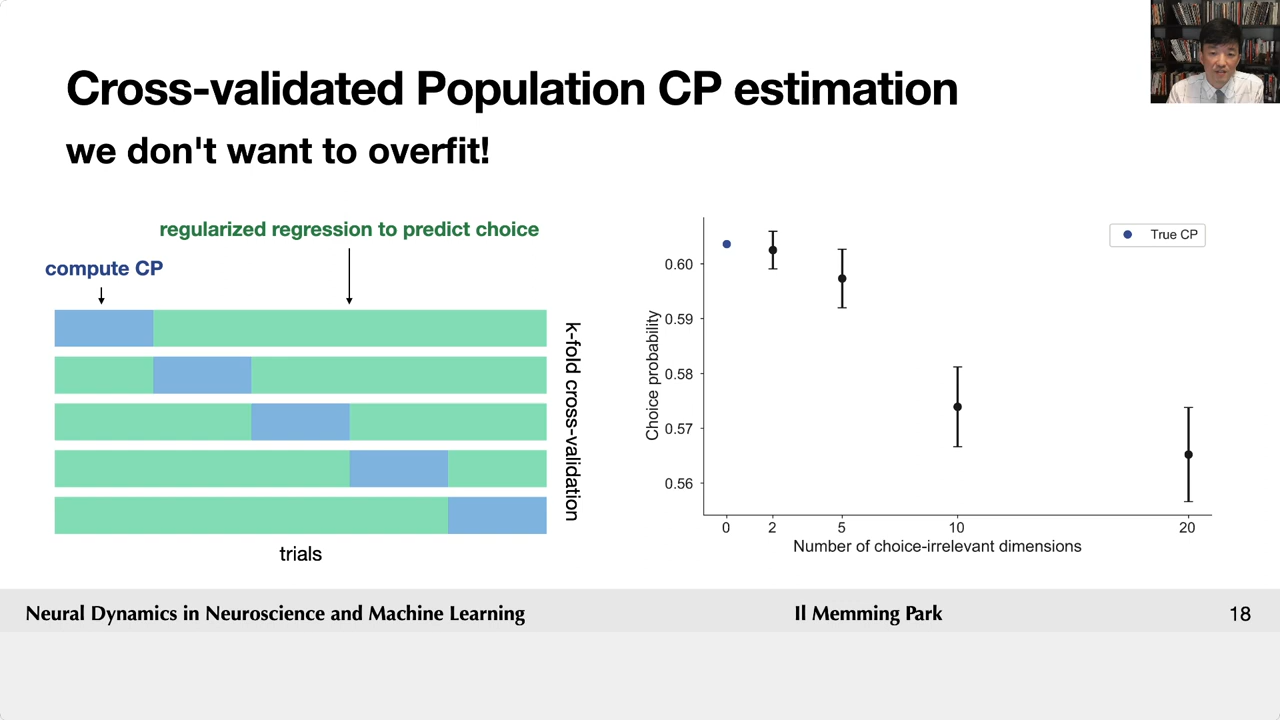 Cross-validated Population CP estimation
we don't want to overfit!
regularized regression to predict choice
compute CP
k-fold cross-validation
trials
True CP
Choice probability
0.60
0.59
0.58
0.57
0.56
0 2 5 10 20
Number of choice-irrelevant dimensions
Neural Dynamics in Neuroscience and Machine Learning Il Memming Park 18